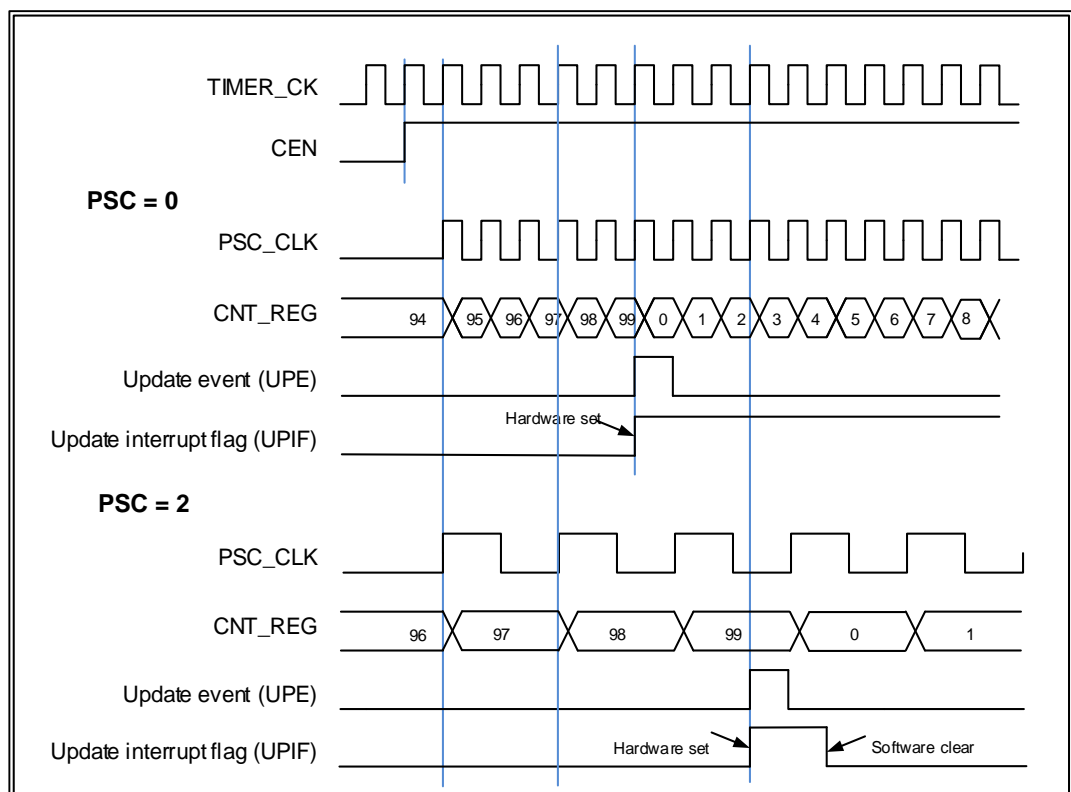 TIMER_CK
CEN
PSC = 0
PSC_CLK
CNT_REG 94 95 96 97 98 99 0 1 2 3 4 5 6 7 8
Update event (UPE)
Hardware set
Update interrupt flag (UPIF)
PSC = 2
PSC_CLK
CNT_REG 96 97 98 99 0 1
Update event (UPE)
Update interrupt flag (UPIF) Hardware set Software clear